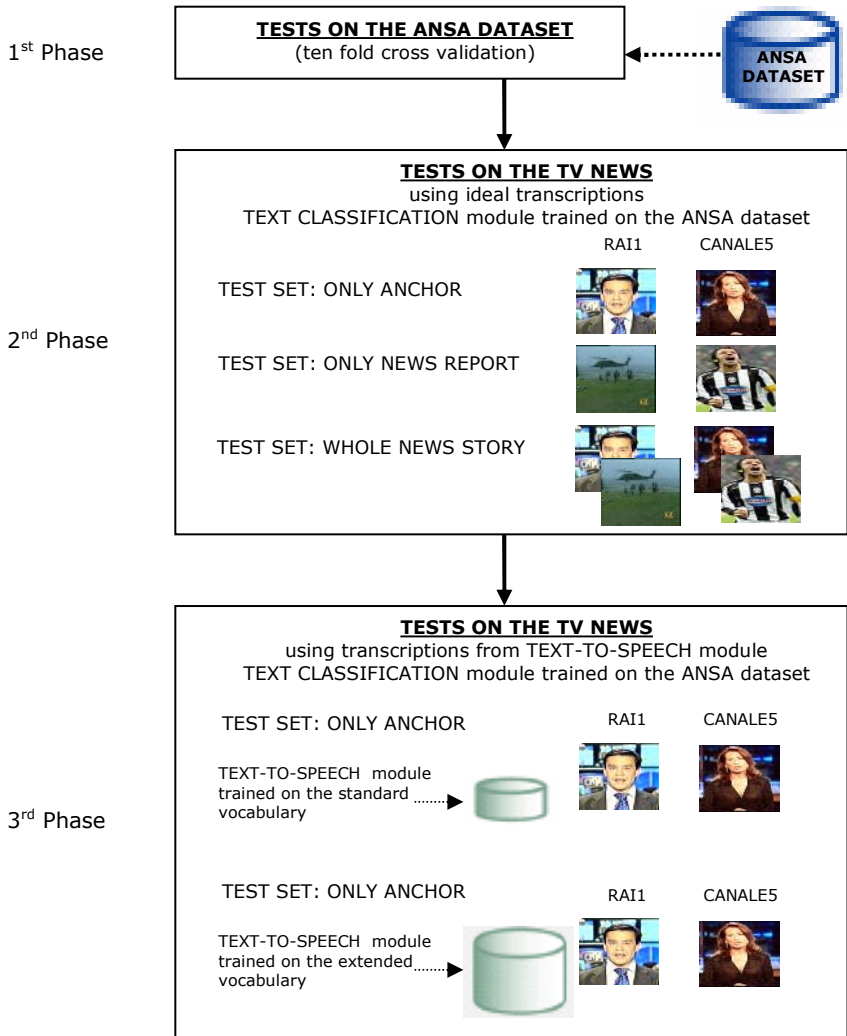 1st Phase
TESTS ON THE ANSA DATASET
(ten fold cross validation)
ANSA
DATASET
2nd Phase
TESTS ON THE TV NEWS
using ideal transcriptions
TEXT CLASSIFICATION module trained on the ANSA dataset
RAI1 CANALE5
TEST SET: ONLY ANCHOR
TEST SET: ONLY NEWS REPORT
TEST SET: WHOLE NEWS STORY
3rd Phase
TESTS ON THE TV NEWS
using transcriptions from TEXT-TO-SPEECH module
TEXT CLASSIFICATION module trained on the ANSA dataset
TEST SET: ONLY ANCHOR
RAI1 CANALE5
TEXT-TO-SPEECH module
trained on the standard
vocabulary
TEST SET: ONLY ANCHOR
RAI1 CANALE5
TEXT-TO-SPEECH module
trained on the extended
vocabulary